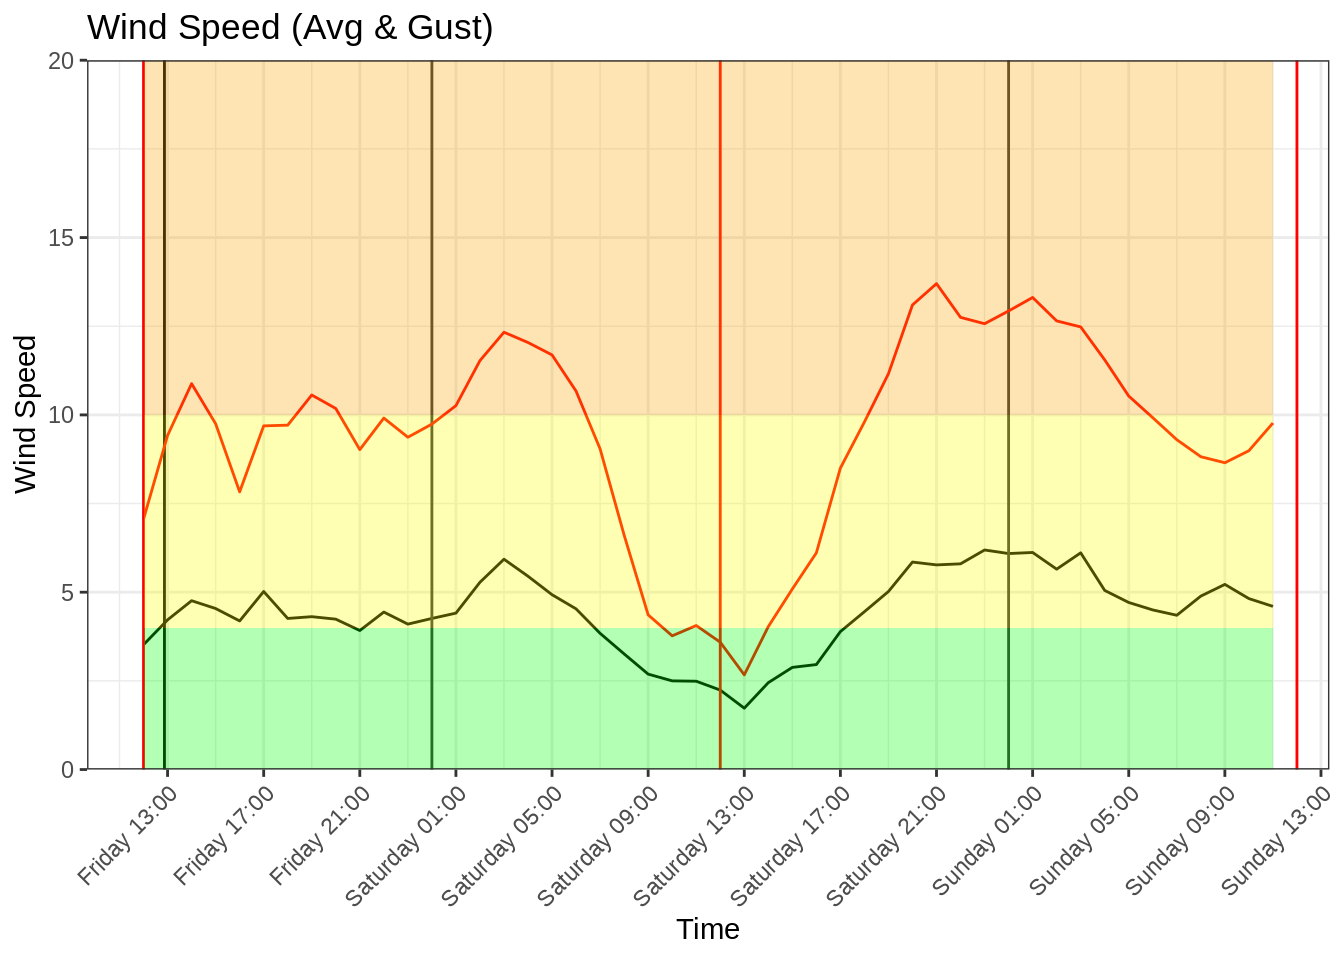 Wind Speed (Avg & Gust)
20
15
10
5
0
Wind Speed
Friday 13:00
Friday 17:00
Friday 21:00
Saturday 01:00
Saturday 05:00
Saturday 09:00
Saturday 13:00
Saturday 17:00
Saturday 21:00
Sunday 01:00
Sunday 05:00
Sunday 09:00
Sunday 13:00
Time